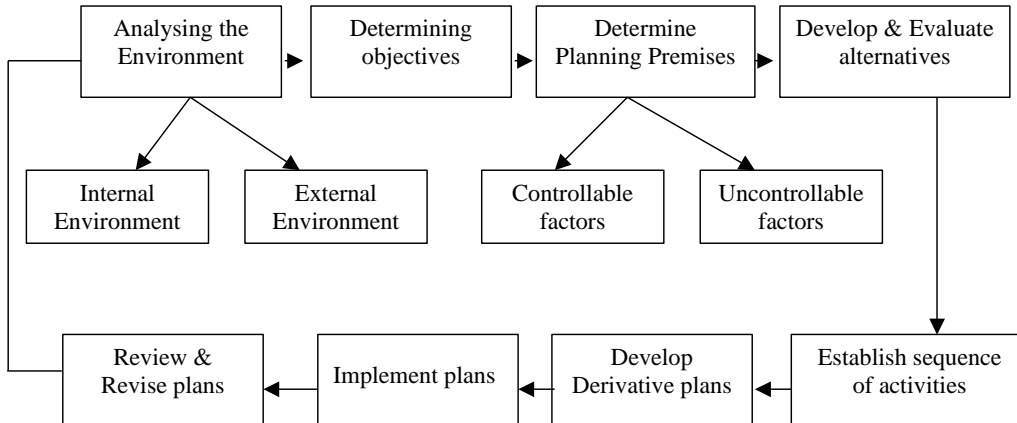 Analysing the
Environment
Determining
objectives
Determine
Planning Premises
Develop & Evaluate
alternatives
Internal
Environment
External
Environment
Controllable
factors
Uncontrollable
factors
Review &
Revise plans
Implement plans
Develop
Derivative plans
Establish sequence
of activities